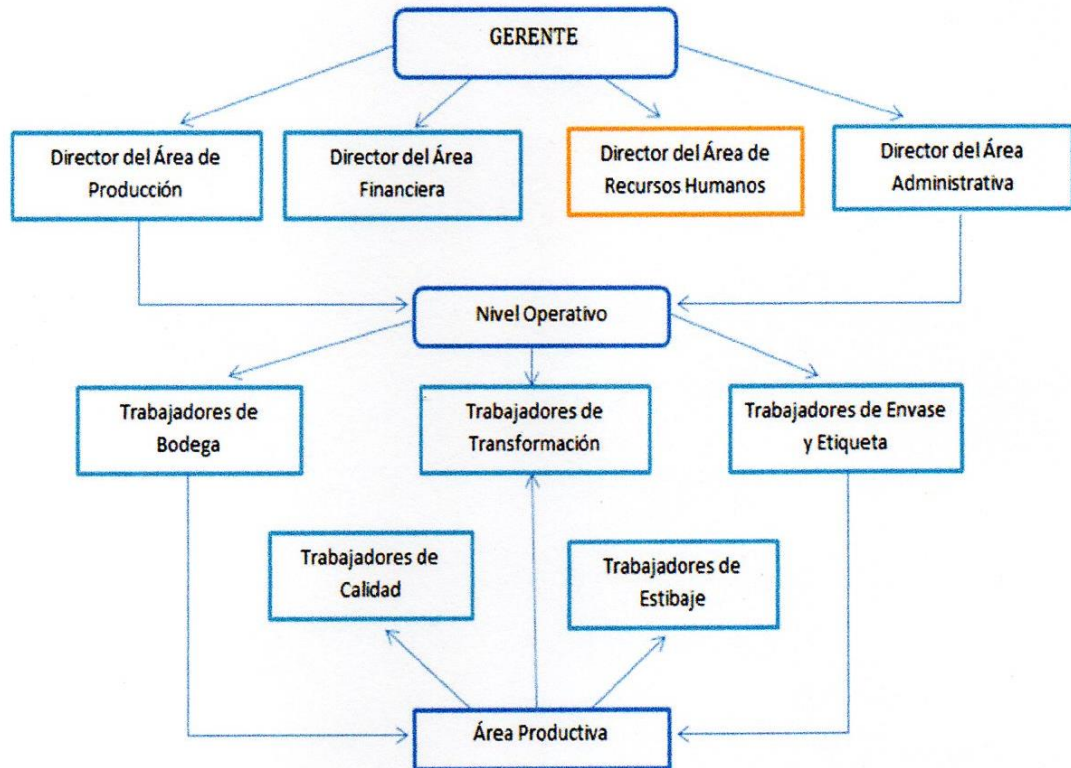 GERENTE
Director del Área de
Producción
Director del Área
Financiera
Director del Área de
Recursos Humanos
Director del Área
Administrativa
Nivel Operativo
Trabajadores de
Bodega
Trabajadores de
Transformación
Trabajadores de Envase
y Etiqueta
Trabajadores de
Calidad
Trabajadores de
Estibaje
Área Productiva